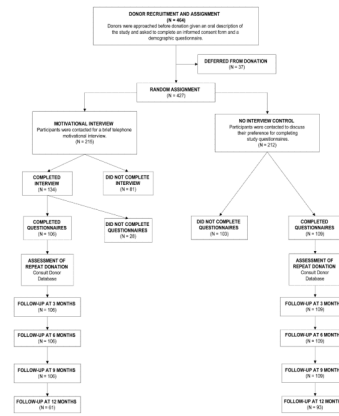 DONOR RECRUITMENT AND ASSIGNMENT
(N = 464)
Donors were approached before donation given an oral description of
the study and asked to complete an informed consent form and a
demographic questionnaire.
DEFERRED FROM DONATION
(N = 37)
RANDOM ASSIGNMENT
(N = 427)
MOTIVATIONAL INTERVIEW
Participants were contacted for a brief telephone
motivational interview.
(N = 215)
NO INTERVIEW CONTROL
Participants were contacted to discuss
their preference for completing
study questionnaires.
(N = 212)
COMPLETED
INTERVIEW
(N = 134)
DID NOT COMPLETE
INTERVIEW
(N = 81)
COMPLETED
QUESTIONNAIRES
(N = 106)
DID NOT COMPLETE
QUESTIONNAIRES
(N = 28)
DID NOT COMPLETE
QUESTIONNAIRES
(N = 103)
COMPLETED
QUESTIONNAIRES
(N = 109)
ASSESSMENT OF
REPEAT DONATION
Consult Donor
Database
ASSESSMENT OF
REPEAT DONATION
Consult Donor
Database
FOLLOW-UP AT 3 MONTHS
(N = 106)
FOLLOW-UP AT 3 MONTHS
(N = 109)
FOLLOW-UP AT 6 MONTHS
(N = 106)
FOLLOW-UP AT 6 MONTHS
(N = 109)
FOLLOW-UP AT 9 MONTHS
(N = 106)
FOLLOW-UP AT 9 MONTHS
(N = 109)
FOLLOW-UP AT 12 MONTHS
(N = 61)
FOLLOW-UP AT 12 MONTHS